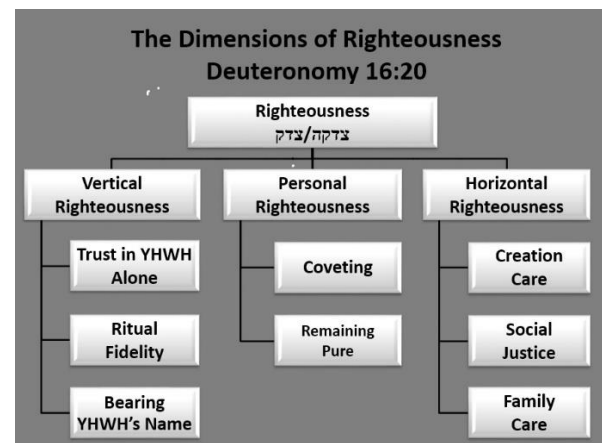 The Dimensions of Righteousness
Deuteronomy 16:20
Righteousness
צדקה/צדק
Vertical
Righteousness
Trust in YHWH
Alone
Ritual
Fidelity
Bearing
YHWH's Name
Personal
Righteousness
Coveting
Remaining
Pure
Horizontal
Righteousness
Creation
Care
Social
Justice
Family
Care